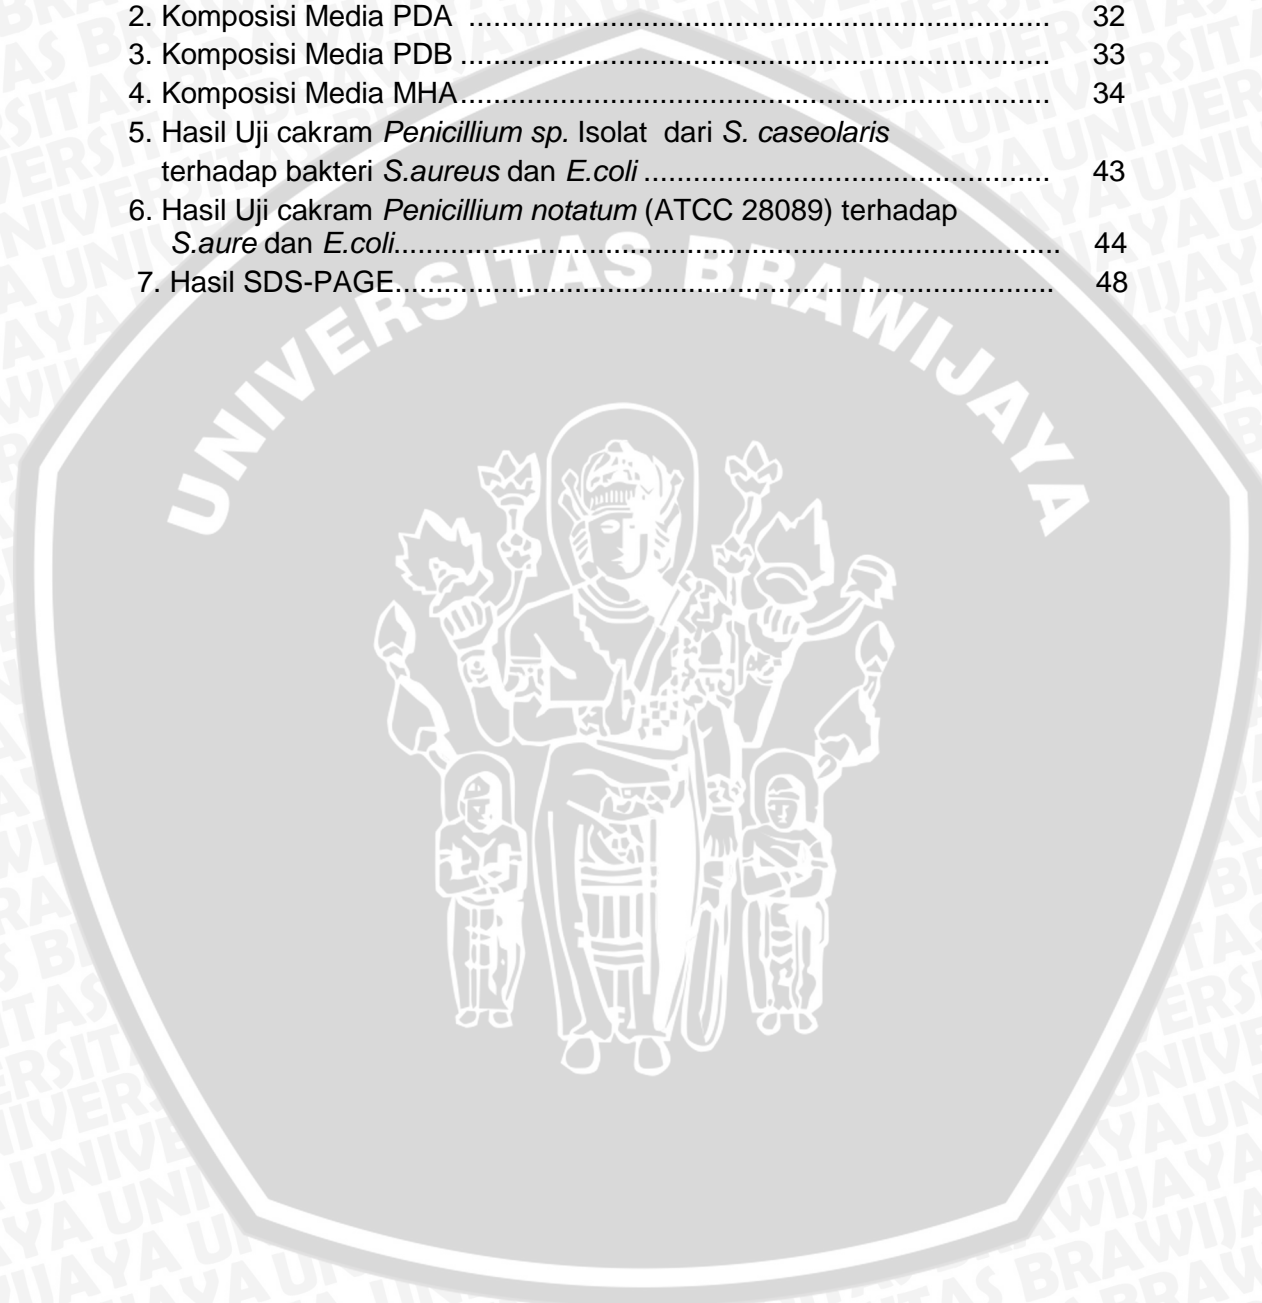 2. Komposisi Media PDA ...................................................................... 32
3. Komposisi Media PDB ....................................................................... 33
4. Komposisi Media MHA....................................................................... 34
5. Hasil Uji cakram Penicillium sp. Isolat dari S. caseolaris
terhadap bakteri S.aureus dan E.coli ................................................. 43
6. Hasil Uji cakram Penicillium notatum (ATCC 28089) terhadap
S.aure dan E.coli................................................................................ 44
7. Hasil SDS-PAGE............................................................................... 48
UNIVERSITAS BRAWIJAYA